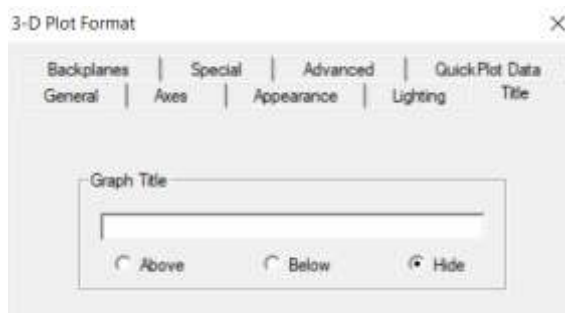 3-D Plot Format
Backplanes Special Advanced QuickPlot Data
General Axes Appearance Lighting Title
Graph Title
Above Below Hide